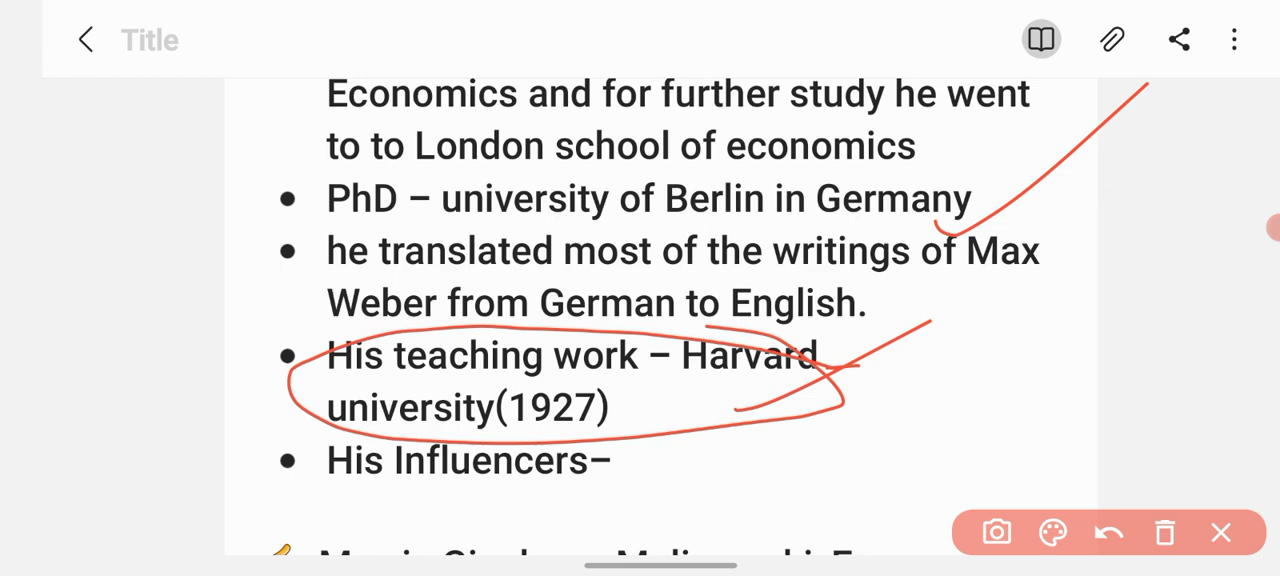 Title
Economics and for further study he went
to to London school of economics
● PhD – university of Berlin in Germany
● he translated most of the writings of Max
Weber from German to English.
● His teaching work – Harvard
university(1927)
● His Influencers–